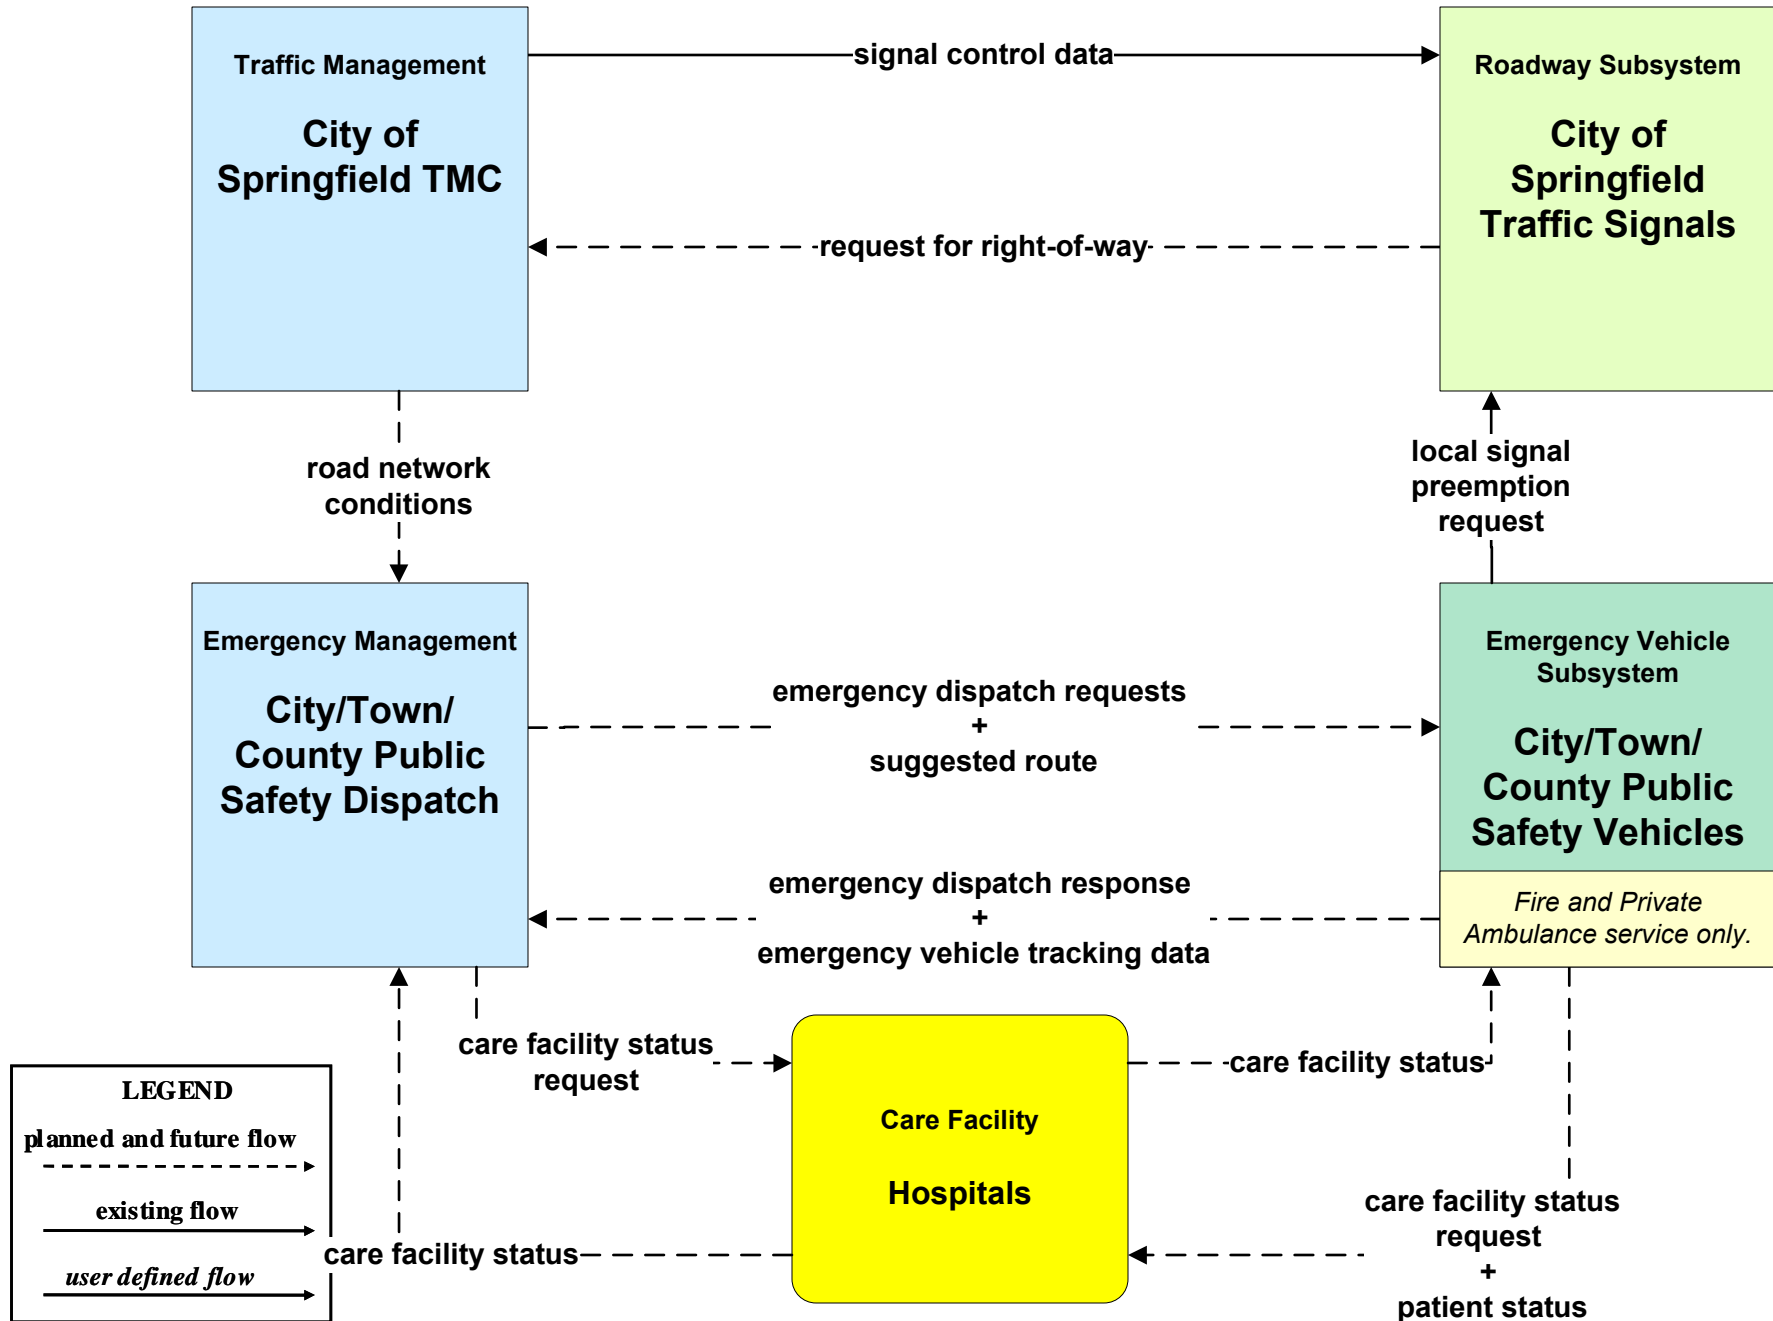 Traffic Management
City of
Springfield TMC
signal control data
Roadway Subsystem
City of
Springfield
Traffic Signals
request for right-of-way
road network
conditions
local signal
preemption
request
Emergency Management
City/Town/
County Public
Safety Dispatch
emergency dispatch requests
+
suggested route
Emergency Vehicle
Subsystem
City/Town/
County Public
Safety Vehicles
emergency dispatch response
+
emergency vehicle tracking data
Fire and Private
Ambulance service only.
care facility status
request
Care Facility
Hospitals
care facility status
LEGEND
planned and future flow
existing flow
user defined flow
care facility status
care facility status
request
+
patient status